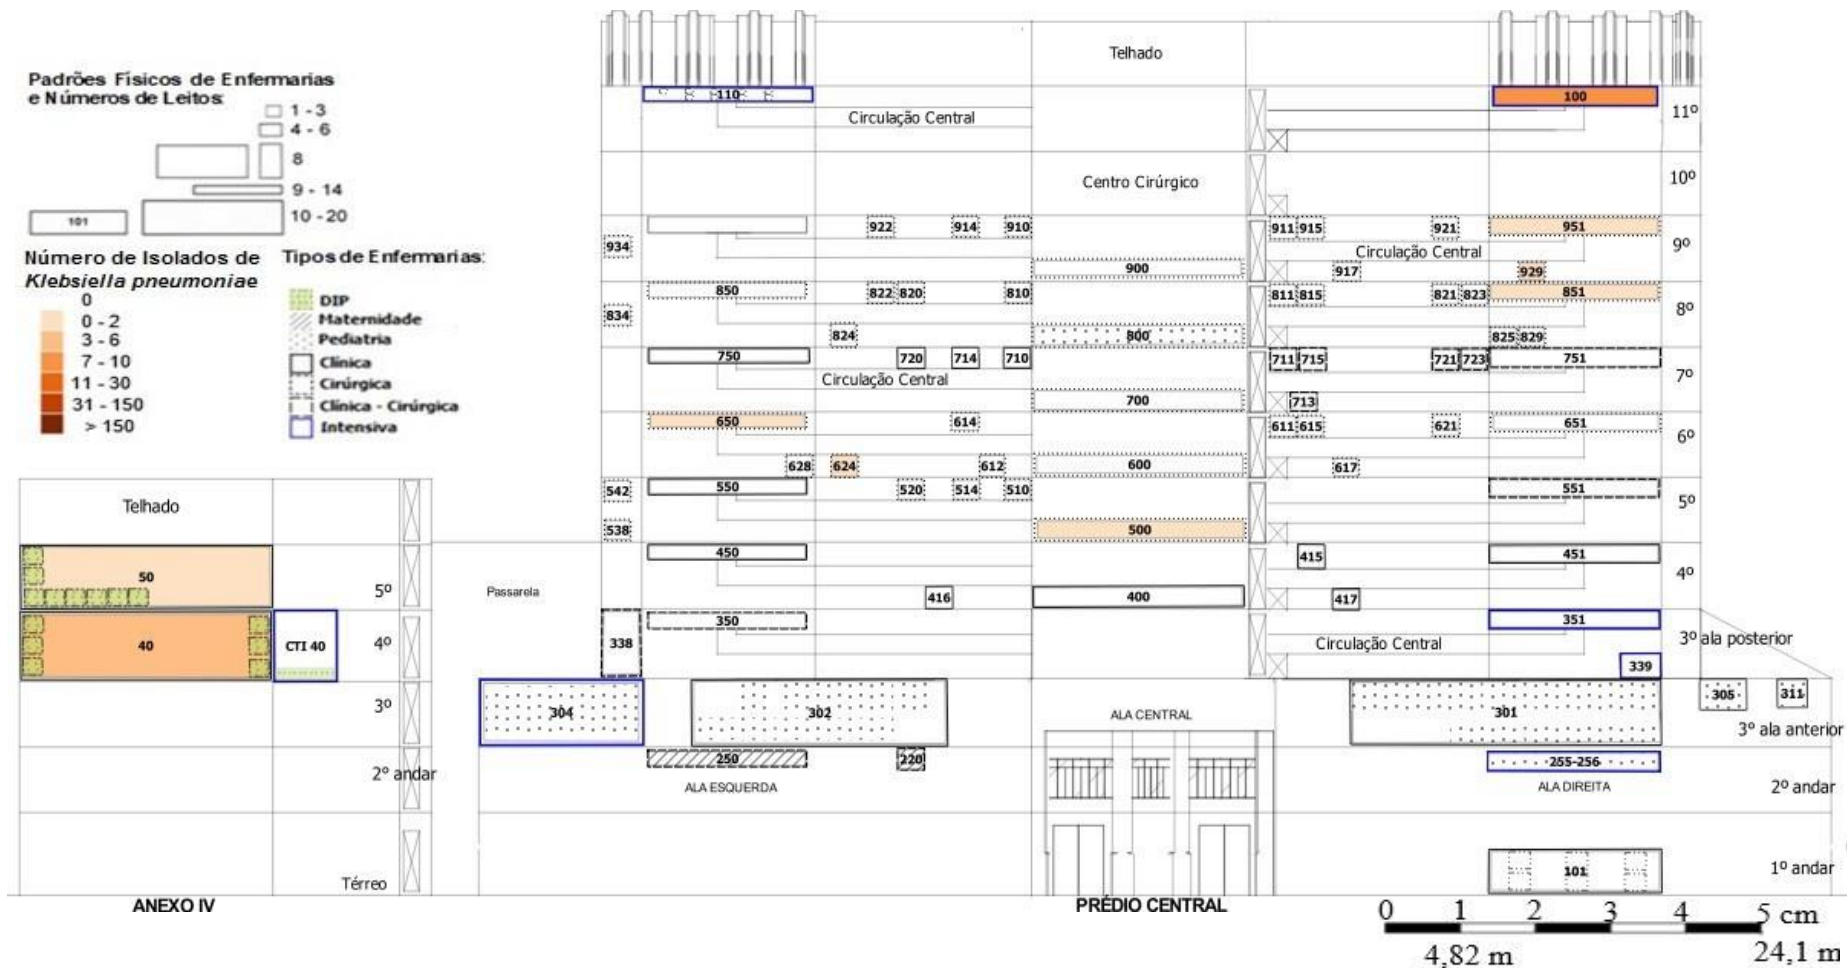 Padrões Físicos de Enfermarias
e Números de Leitos:
1 - 3
4 - 6
8
9 - 14
101
10 - 20
Número de Isolados de
Klebsiella pneumoniae
0
0 - 2
3 - 6
7 - 10
11 - 30
31 - 150
> 150
Tipos de Enfermarias:
DIP
Maternidade
Pediatria
Clínica
Cirúrgica
Clínica - Cirúrgica
Intensiva
Telhado
110
100
Circulação Central
11º
Centro Cirúrgico
10º
922 914 910
911 915 921 951
934
Circulação Central
9º
900
917 929
850 822 820 810
811 815 821 823 851
834
8º
824 800 825 829
750 720 714 710
711 715 721 723 751
Circulação Central
7º
700 713
650 614
611 615 621 651
6º
628 624 612 600 617
542 550 520 514 510 551
5º
538 500
450 415 451
4º
416 400 417
350 351
338
Circulação Central
3º ala posterior
339
304 302 301 305 311
ALA CENTRAL
3º ala anterior
250 220 255-256
ALA ESQUERDA
ALA DIREITA
2º andar
101
1º andar
PRÉDIO CENTRAL
Passarela
Telhado
50
5º
40
CTI 40
4º
3º
2º andar
Térreo
ANEXO IV
0 1 2 3 4 5 cm
4,82 m 24,1 m